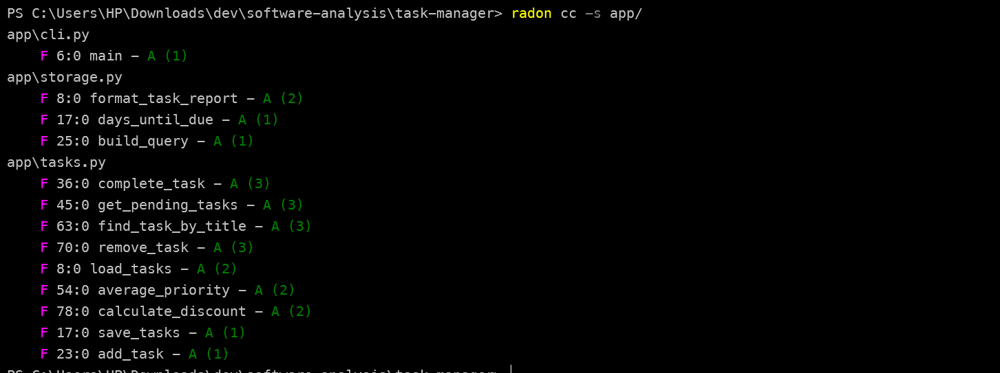 PS C:\Users\HP\Downloads\dev\software-analysis\task-manager> radon cc -s app/
app\cli.py
    F 6:0 main - A (1)
app\storage.py
    F 8:0 format_task_report - A (2)
    F 17:0 days_until_due - A (1)
    F 25:0 build_query - A (1)
app\tasks.py
    F 36:0 complete_task - A (3)
    F 45:0 get_pending_tasks - A (3)
    F 63:0 find_task_by_title - A (3)
    F 70:0 remove_task - A (3)
    F 8:0 load_tasks - A (2)
    F 54:0 average_priority - A (2)
    F 78:0 calculate_discount - A (2)
    F 17:0 save_tasks - A (1)
    F 23:0 add_task - A (1)
PS C:\Users\HP\Downloads\dev\software-analysis\task-manager>